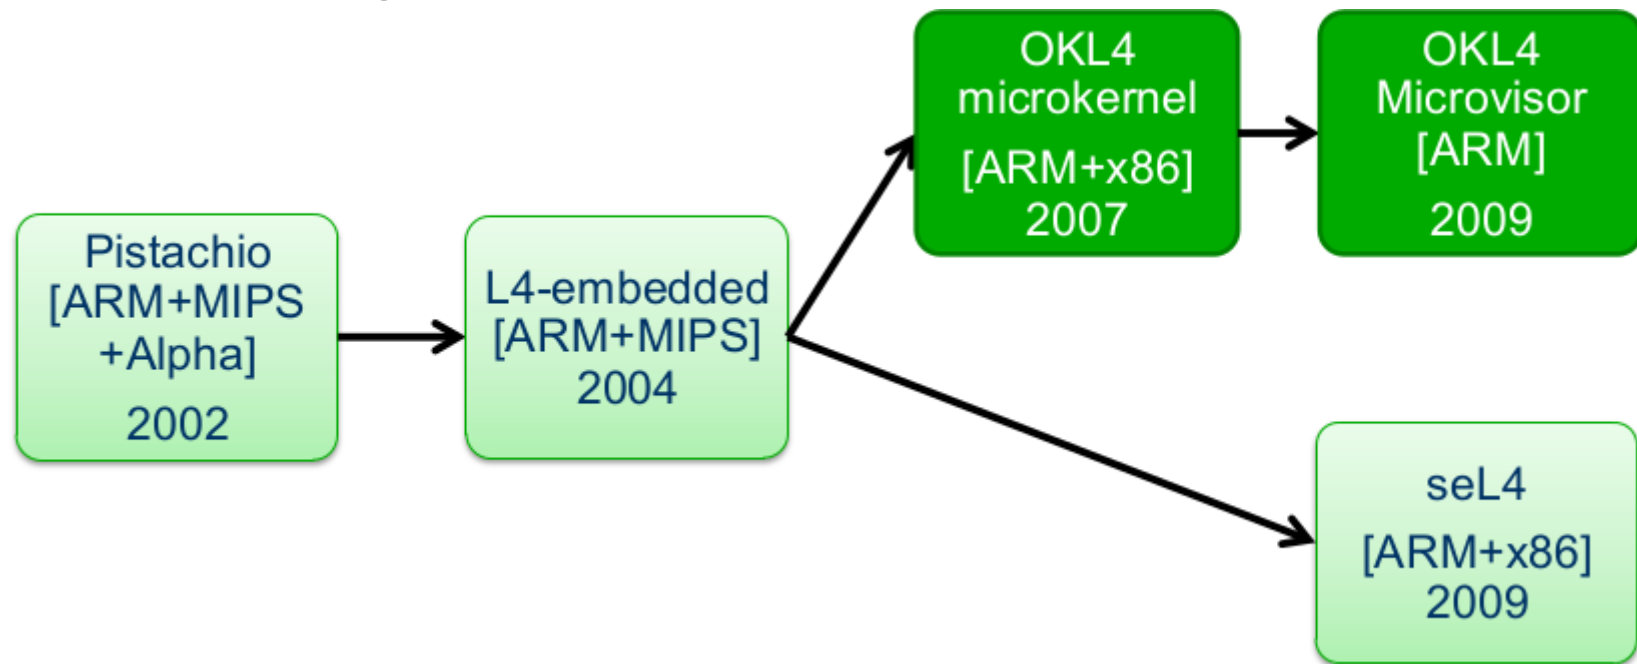 Pistachio
[ARM+MIPS
+Alpha]
2002
L4-embedded
[ARM+MIPS]
2004
OKL4
microkernel
[ARM+x86]
2007
OKL4
Microvisor
[ARM]
2009
seL4
[ARM+x86]
2009